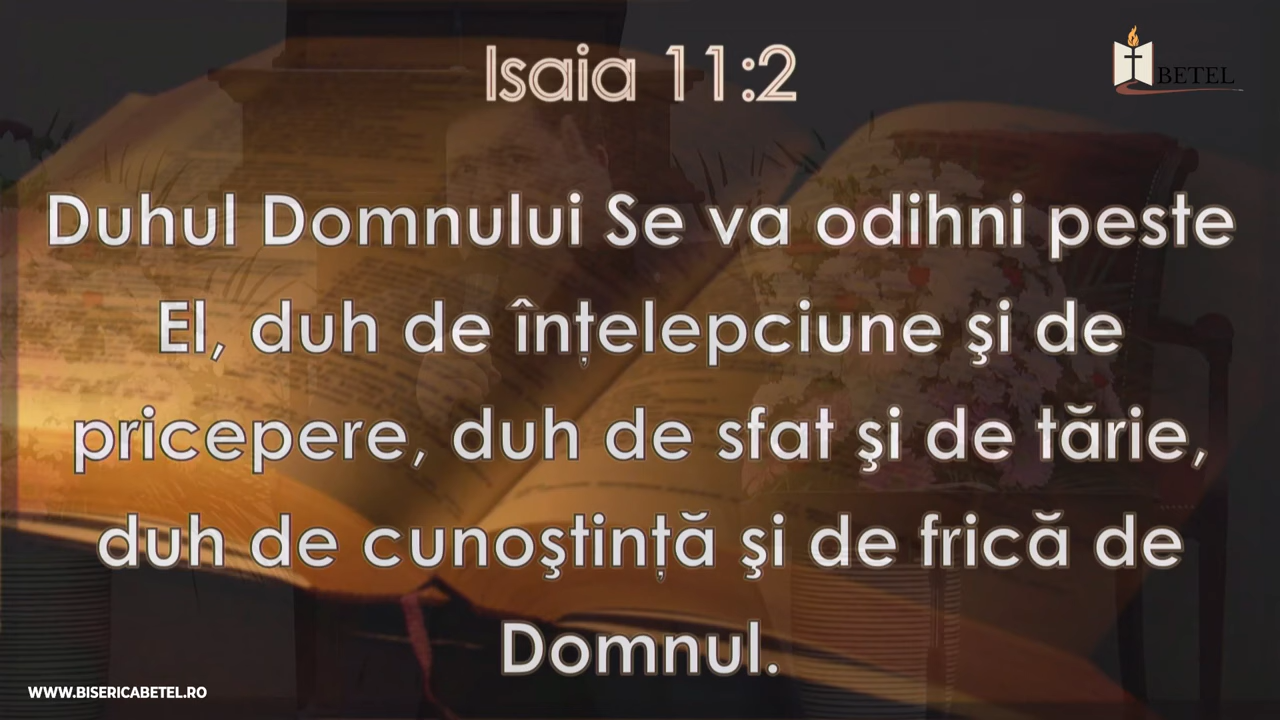 Isaia 11:2
BETEL
Duhul Domnului Se va odihni peste
El, duh de înţelepciune şi de
pricepere, duh de sfat şi de tărie,
duh de cunoştinţă şi de frică de
Domnul.
WWW.BISERICABETEL.RO